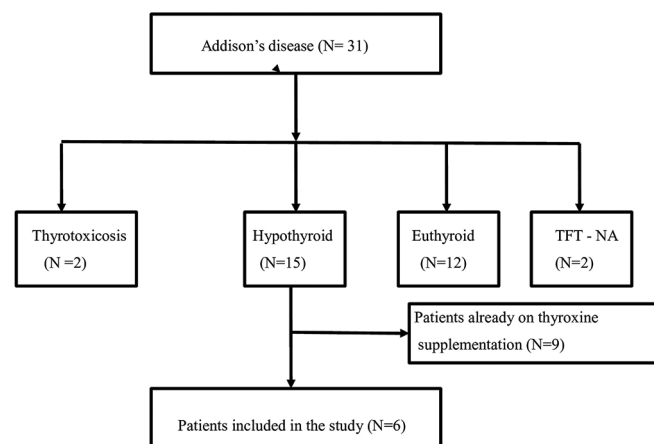 Addison’s disease (N= 31)
Thyrotoxicosis
(N =2)
Hypothyroid
(N=15)
Euthyroid
(N=12)
TFT - NA
(N=2)
Patients already on thyroxine
supplementation (N=9)
Patients included in the study (N=6)